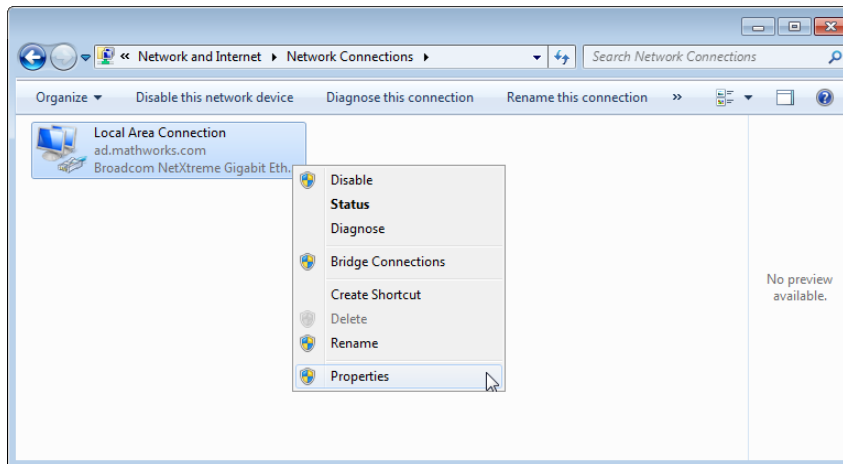 « Network and Internet ▸ Network Connections ▸ Search Network Connections
Organize ▾ Disable this network device Diagnose this connection Rename this connection »
Local Area Connection
ad.mathworks.com
Broadcom NetXtreme Gigabit Eth...
Disable
Status
Diagnose
Bridge Connections
Create Shortcut
Delete
Rename
Properties
No preview
available.